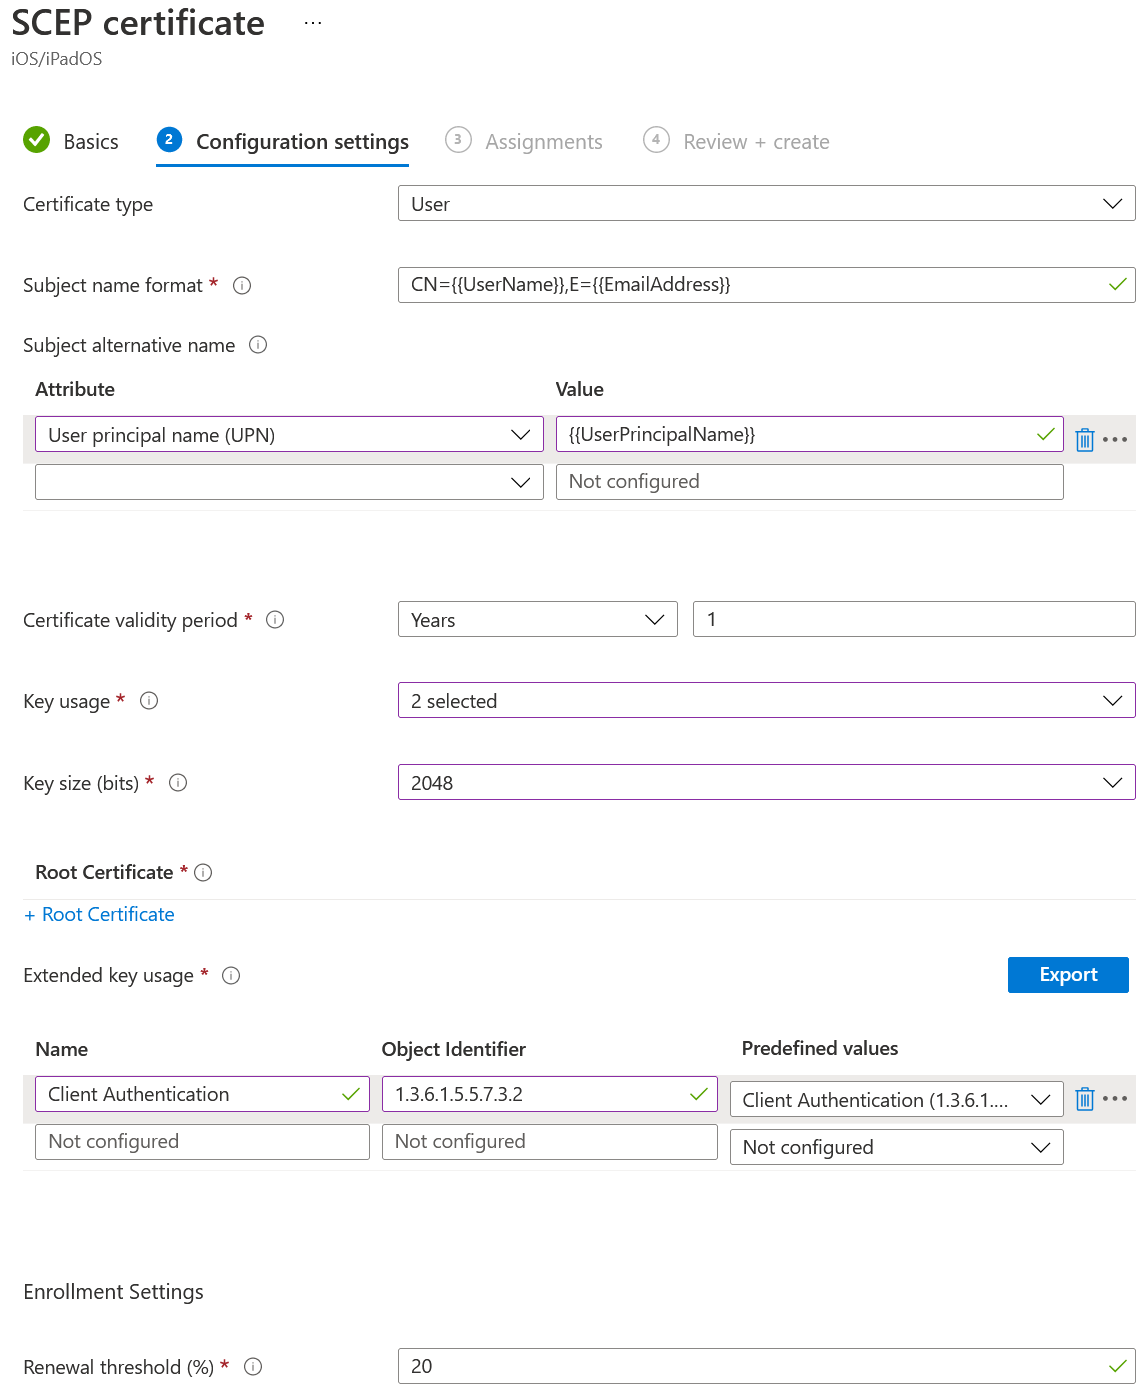 SCEP certificate ...
iOS/iPadOS
Basics 2 Configuration settings 3 Assignments 4 Review + create
Certificate type User
Subject name format * CN={{UserName}},E={{EmailAddress}}
Subject alternative name
Attribute Value
User principal name (UPN) {{UserPrincipalName}}
Not configured
Certificate validity period * Years 1
Key usage * 2 selected
Key size (bits) * 2048
Root Certificate *
+ Root Certificate
Extended key usage * Export
Name Object Identifier Predefined values
Client Authentication 1.3.6.1.5.5.7.3.2 Client Authentication (1.3.6.1....
Not configured Not configured Not configured
Enrollment Settings
Renewal threshold (%) * 20